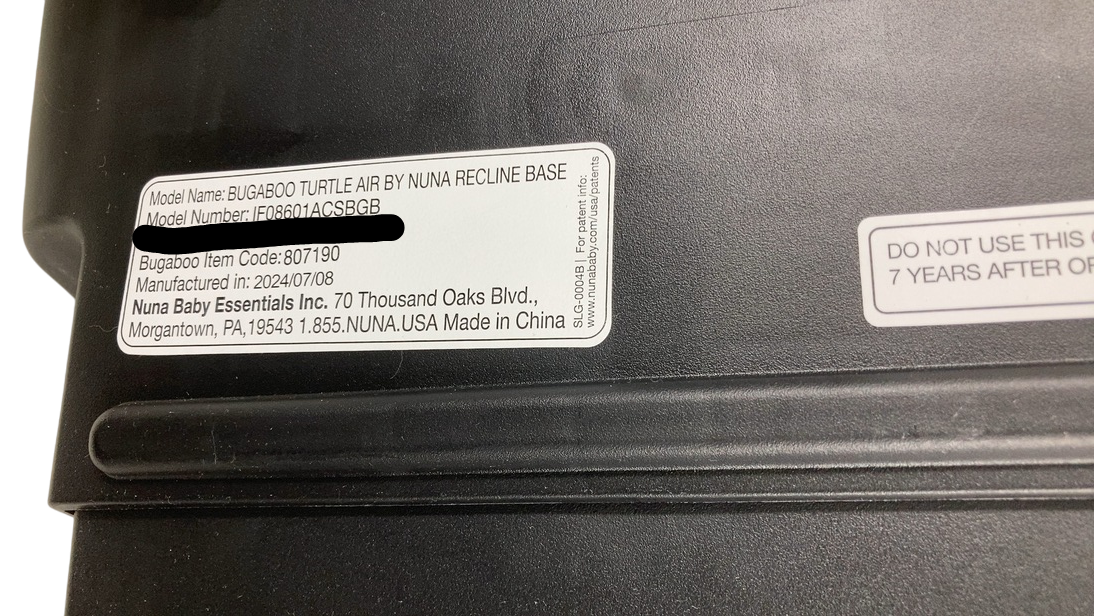 Model Name: BUGABOO TURTLE AIR BY NUNA RECLINE BASE
Model Number: IF08601ACSBGB
Bugaboo Item Code: 807190
Manufactured in: 2024/07/08
Nuna Baby Essentials Inc. 70 Thousand Oaks Blvd.,
Morgantown, PA,19543 1.855.NUNA.USA Made in China
SLG-0004B | For patent info:
www.nunababy.com/usa/patents
DO NOT USE THIS
7 YEARS AFTER